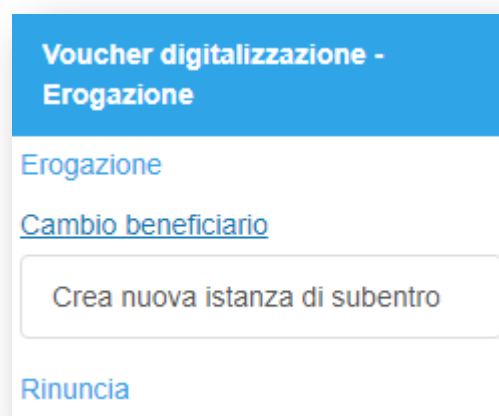 Voucher digitalizzazione -
Erogazione
Erogazione
Cambio beneficiario
Crea nuova istanza di subentro
Rinuncia